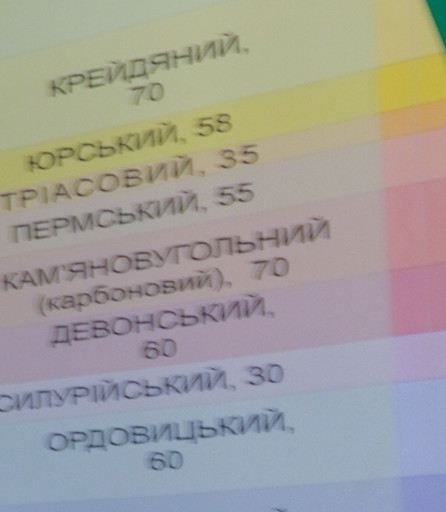 КРЕЙДЯНИЙ,
70
ЮРСЬКИЙ, 58
ТРІАСОВИЙ, 35
ПЕРМСЬКИЙ, 55
КАМ'ЯНОВУГОЛЬНИЙ
(карбоновий), 70
ДЕВОНСЬКИЙ,
60
СИЛУРІЙСЬКИЙ, 30
ОРДОВИЦЬКИЙ,
60